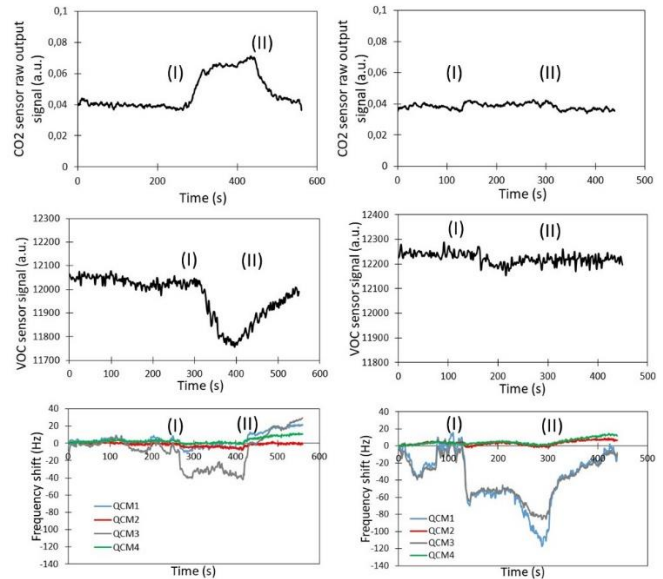 CO2 sensor raw output
signal (a.u.)
0,1
0,08
0,06
0,04
0,02
0
(I)
(II)
0
200
400
600
Time (s)
CO2 sensor raw output
signal (a.u.)
0,1
0,08
0,06
0,04
0,02
0
(I)
(II)
0
100
200
300
400
500
Time (s)
VOC sensor signal (a.u.)
12300
12200
12100
12000
11900
11800
11700
(I)
(II)
0
100
200
300
400
500
600
Time (s)
VOC sensor signal (a.u.)
12400
12300
12200
12100
12000
11900
11800
(I)
(II)
0
100
200
300
400
500
Time (s)
Frequency shift (Hz)
40
20
0
-20
-40
-60
-80
-100
-120
-140
(I)
(II)
0
100
200
300
400
500
600
QCM1
QCM2
QCM3
QCM4
Time (s)
Frequency shift (Hz)
40
20
0
-20
-40
-60
-80
-100
-120
-140
(I)
(II)
0
100
200
300
400
500
QCM1
QCM2
QCM3
QCM4
Time (s)